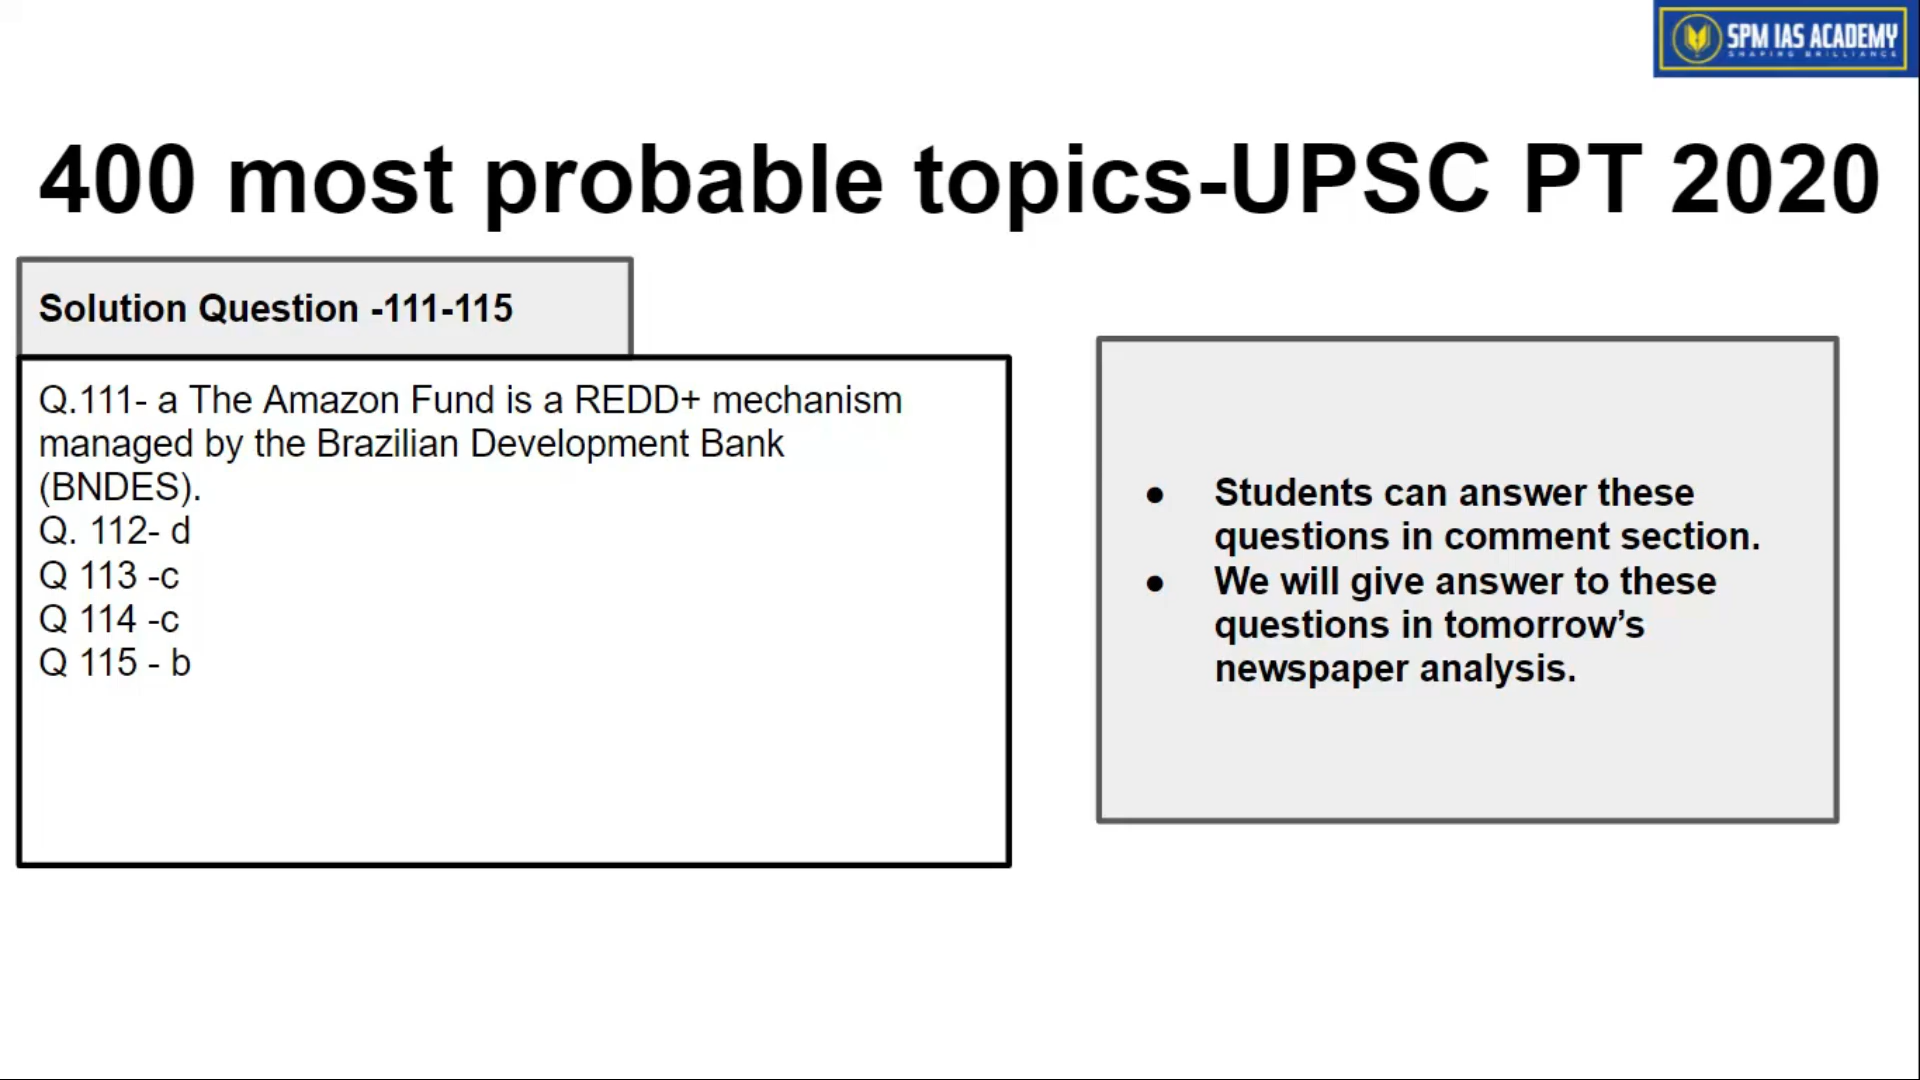 SPM IAS ACADEMY
SHAPING BRILLIANCE
400 most probable topics-UPSC PT 2020
Solution Question -111-115
Q.111- a The Amazon Fund is a REDD+ mechanism
managed by the Brazilian Development Bank
(BNDES).
Q. 112- d
Q 113 -c
Q 114 -c
Q 115 - b
● Students can answer these
questions in comment section.
● We will give answer to these
questions in tomorrow’s
newspaper analysis.